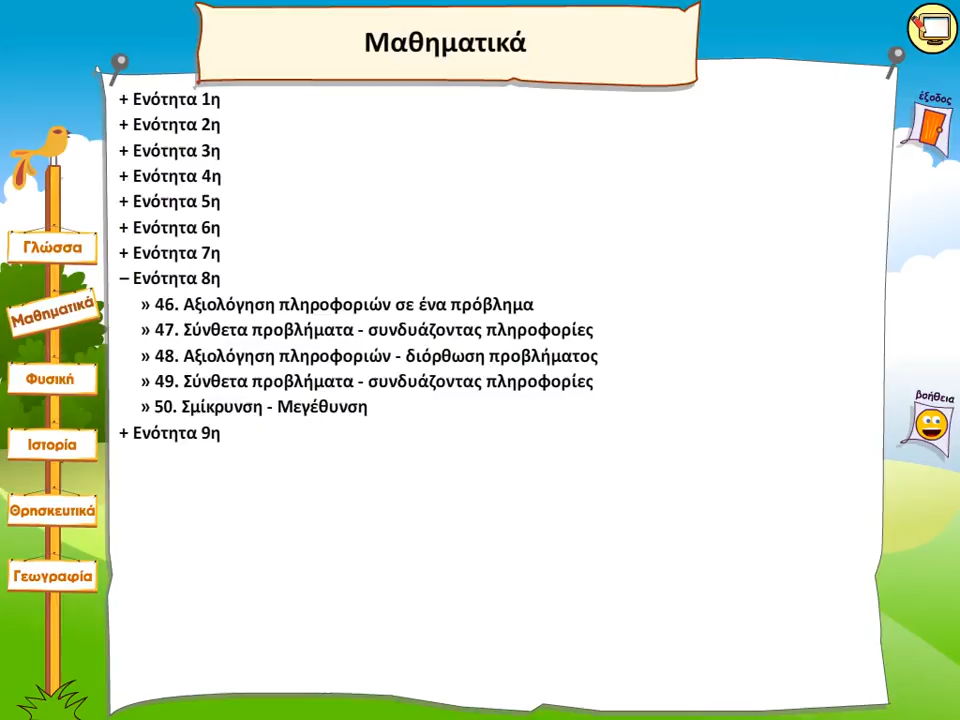 Μαθηματικά
έξοδος
+ Ενότητα 1η
+ Ενότητα 2η
+ Ενότητα 3η
+ Ενότητα 4η
+ Ενότητα 5η
+ Ενότητα 6η
+ Ενότητα 7η
– Ενότητα 8η
» 46. Αξιολόγηση πληροφοριών σε ένα πρόβλημα
» 47. Σύνθετα προβλήματα - συνδυάζοντας πληροφορίες
» 48. Αξιολόγηση πληροφοριών - διόρθωση προβλήματος
» 49. Σύνθετα προβλήματα - συνδυάζοντας πληροφορίες
» 50. Σμίκρυνση - Μεγέθυνση
+ Ενότητα 9η
Γλώσσα
Μαθηματικά
Φυσική
Ιστορία
Θρησκευτικά
Γεωγραφία
βοήθεια